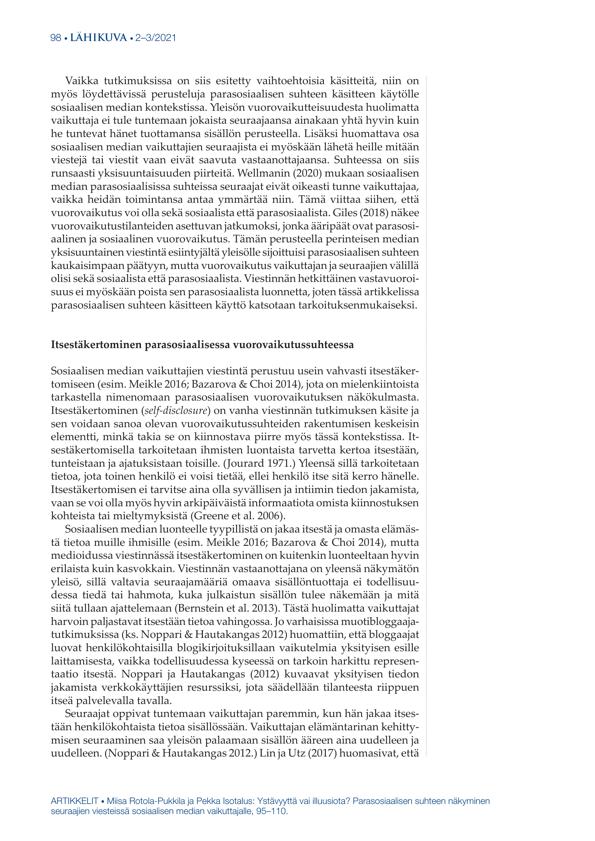 98 • LÄHIKUVA • 2–3/2021
Vaikka tutkimuksissa on siis esitetty vaihtoehtoisia käsitteitä, niin on
myös löydettävissä perusteluja parasosiaalisen suhteen käsitteen käytölle
sosiaalisen median kontekstissa. Yleisön vuorovaikutteisuudesta huolimatta
vaikuttaja ei tule tuntemaan jokaista seuraajaansa ainakaan yhtä hyvin kuin
he tuntevat hänet tuottamansa sisällön perusteella. Lisäksi huomattava osa
sosiaalisen median vaikuttajien seuraajista ei myöskään lähetä heille mitään
viestejä tai viestit vaan eivät saavuta vastaanottajaansa. Suhteessa on siis
runsaasti yksisuuntaisuuden piirteitä. Wellmanin (2020) mukaan sosiaalisen
median parasosiaalisissa suhteissa seuraajat eivät oikeasti tunne vaikuttajaa,
vaikka heidän toimintansa antaa ymmärtää niin. Tämä viittaa siihen, että
vuorovaikutus voi olla sekä sosiaalista että parasosiaalista. Giles (2018) näkee
vuorovaikutustilanteiden asettuvan jatkumoksi, jonka ääripäät ovat parasosi-
aalinen ja sosiaalinen vuorovaikutus. Tämän perusteella perinteisen median
yksisuuntainen viestintä esiintyjältä yleisölle sijoittuisi parasosiaalisen suhteen
kaukaisimpaan päätyyn, mutta vuorovaikutus vaikuttajan ja seuraajien välillä
olisi sekä sosiaalista että parasosiaalista. Viestinnän hetkittäinen vastavuoroi-
suus ei myöskään poista sen parasosiaalista luonnetta, joten tässä artikkelissa
parasosiaalisen suhteen käsitteen käyttö katsotaan tarkoituksenmukaiseksi.
Itsestäkertominen parasosiaalisessa vuorovaikutussuhteessa
Sosiaalisen median vaikuttajien viestintä perustuu usein vahvasti itsestäker-
tomiseen (esim. Meikle 2016; Bazarova & Choi 2014), jota on mielenkiintoista
tarkastella nimenomaan parasosiaalisen vuorovaikutuksen näkökulmasta.
Itsestäkertominen (self-disclosure) on vanha viestinnän tutkimuksen käsite ja
sen voidaan sanoa olevan vuorovaikutussuhteiden rakentumisen keskeisin
elementti, minkä takia se on kiinnostava piirre myös tässä kontekstissa. It-
sestäkertomisella tarkoitetaan ihmisten luontaista tarvetta kertoa itsestään,
tunteistaan ja ajatuksistaan toisille. (Jourard 1971.) Yleensä sillä tarkoitetaan
tietoa, jota toinen henkilö ei voisi tietää, ellei henkilö itse sitä kerro hänelle.
Itsestäkertomisen ei tarvitse aina olla syvällisen ja intiimin tiedon jakamista,
vaan se voi olla myös hyvin arkipäiväistä informaatiota omista kiinnostuksen
kohteista tai mieltymyksistä (Greene et al. 2006).
Sosiaalisen median luonteelle tyypillistä on jakaa itsestä ja omasta elämäs-
tä tietoa muille ihmisille (esim. Meikle 2016; Bazarova & Choi 2014), mutta
medioidussa viestinnässä itsestäkertominen on kuitenkin luonteeltaan hyvin
erilaista kuin kasvokkain. Viestinnän vastaanottajana on yleensä näkymätön
yleisö, sillä valtavia seuraajamääriä omaava sisällöntuottaja ei todellisuu-
dessa tiedä tai hahmota, kuka julkaistun sisällön tulee näkemään ja mitä
siitä tullaan ajattelemaan (Bernstein et al. 2013). Tästä huolimatta vaikuttajat
harvoin paljastavat itsestään tietoa vahingossa. Jo varhaisissa muotibloggaaja-
tutkimuksissa (ks. Noppari & Hautakangas 2012) huomattiin, että bloggaajat
luovat henkilökohtaisilla blogikirjoituksillaan vaikutelmia yksityisen esille
laittamisesta, vaikka todellisuudessa kyseessä on tarkoin harkittu represen-
taatio itsestä. Noppari ja Hautakangas (2012) kuvaavat yksityisen tiedon
jakamista verkkokäyttäjien resurssiksi, jota säädellään tilanteesta riippuen
itseä palvelevalla tavalla.
Seuraajat oppivat tuntemaan vaikuttajan paremmin, kun hän jakaa itses-
tään henkilökohtaista tietoa sisällössään. Vaikuttajan elämäntarinan kehitty-
misen seuraaminen saa yleisön palaamaan sisällön ääreen aina uudelleen ja
uudelleen. (Noppari & Hautakangas 2012.) Lin ja Utz (2017) huomasivat, että
ARTIKKELIT • Miisa Rotola-Pukkila ja Pekka Isotalus: Ystävyyttä vai illuusiota? Parasosiaalisen suhteen näkyminen
seuraajien viesteissä sosiaalisen median vaikuttajalle, 95–110.